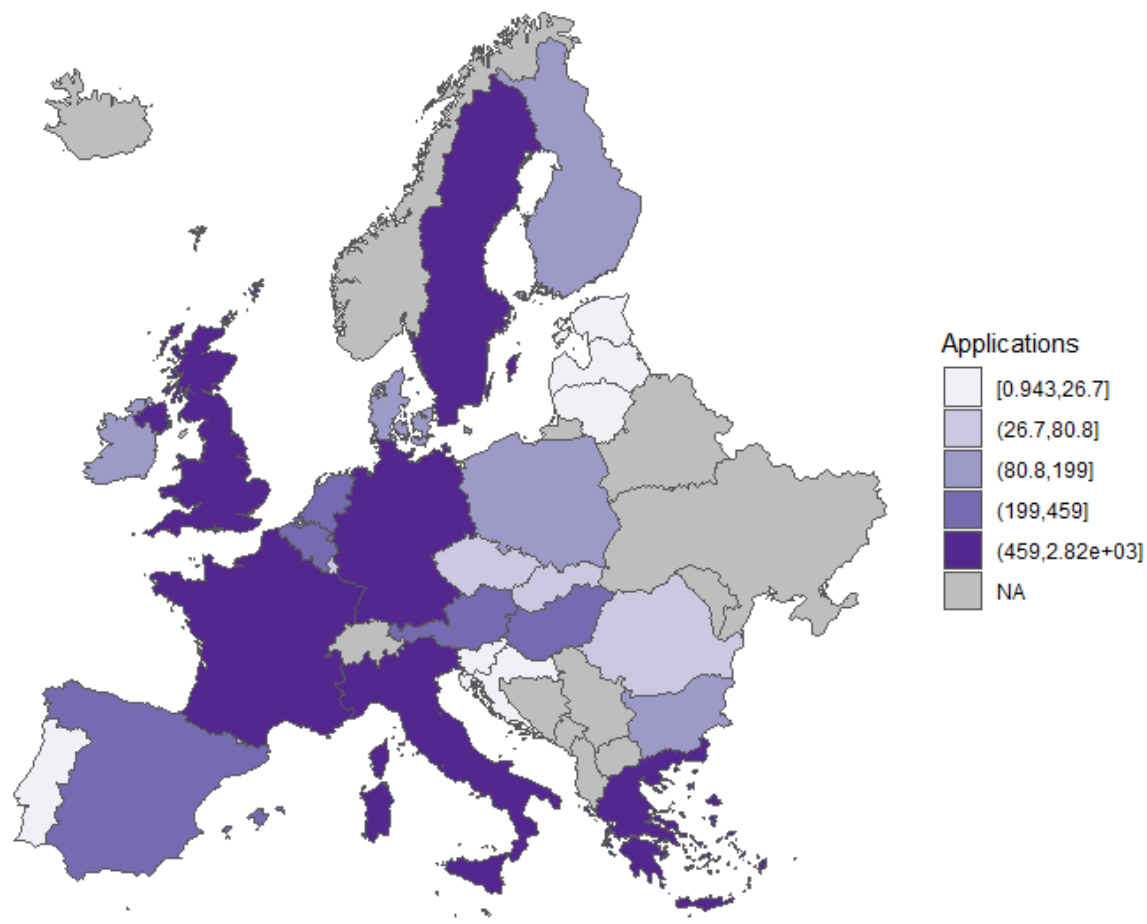 Applications
[0.943,26.7]
(26.7,80.8]
(80.8,199]
(199,459]
(459,2.82e+03]
NA